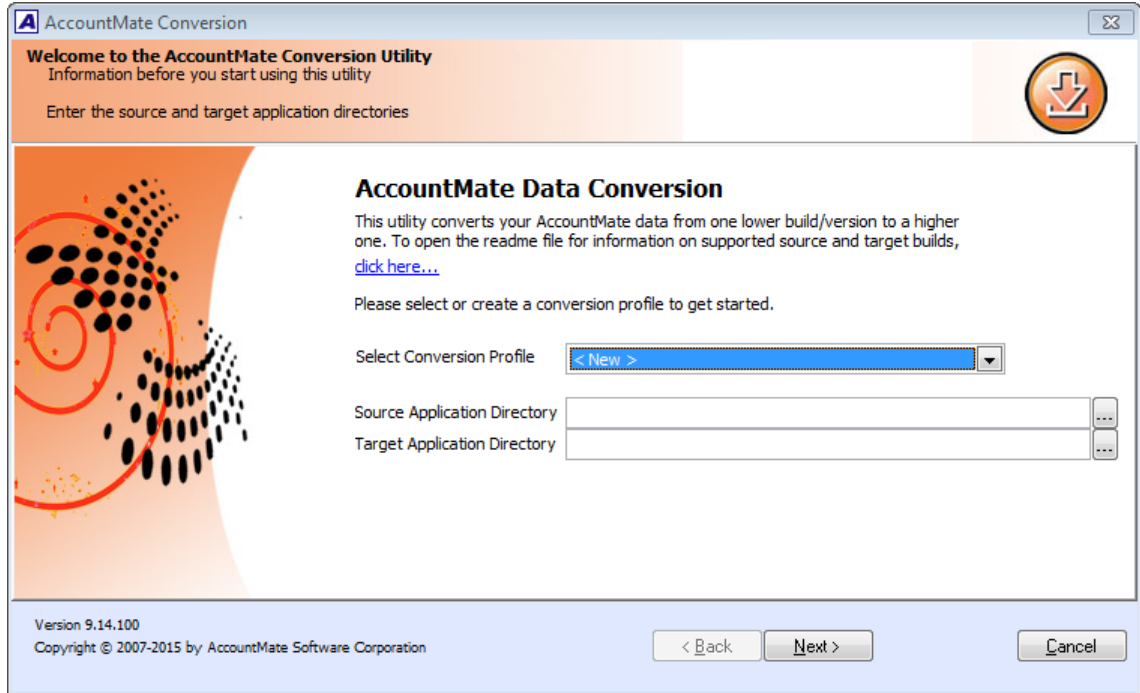 A AccountMate Conversion
Welcome to the AccountMate Conversion Utility
Information before you start using this utility
Enter the source and target application directories
AccountMate Data Conversion
This utility converts your AccountMate data from one lower build/version to a higher
one. To open the readme file for information on supported source and target builds,
click here...
Please select or create a conversion profile to get started.
Select Conversion Profile < New >
Source Application Directory ...
Target Application Directory ...
Version 9.14.100
Copyright © 2007-2015 by AccountMate Software Corporation
< Back Next > Cancel